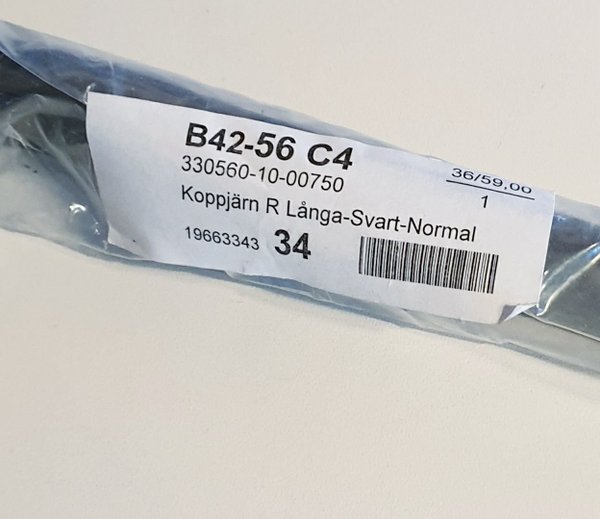 B42-56 C4
330560-10-00750
36/59,00
1
Koppjärn R Långa-Svart-Normal
19663343 34